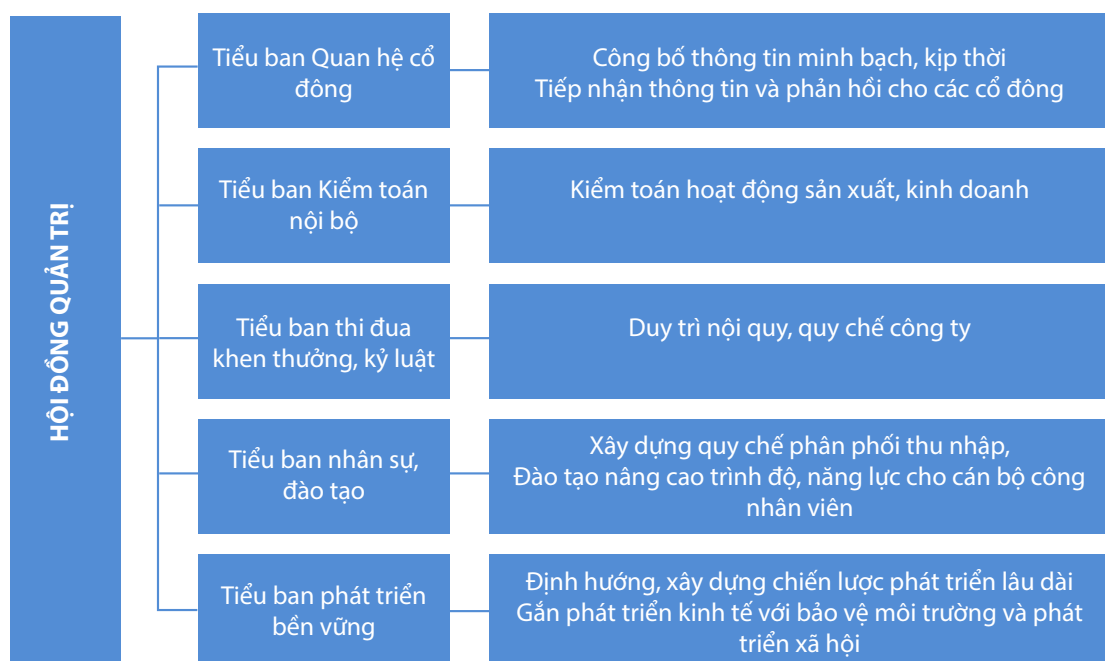 HỘI ĐỒNG QUẢN TRỊ
Tiểu ban Quan hệ cổ
đông
Công bố thông tin minh bạch, kịp thời
Tiếp nhận thông tin và phản hồi cho các cổ đông
Tiểu ban Kiểm toán
nội bộ
Kiểm toán hoạt động sản xuất, kinh doanh
Tiểu ban thi đua
khen thưởng, kỷ luật
Duy trì nội quy, quy chế công ty
Tiểu ban nhân sự,
đào tạo
Xây dựng quy chế phân phối thu nhập,
Đào tạo nâng cao trình độ, năng lực cho cán bộ công
nhân viên
Tiểu ban phát triển
bền vững
Định hướng, xây dựng chiến lược phát triển lâu dài
Gắn phát triển kinh tế với bảo vệ môi trường và phát
triển xã hội